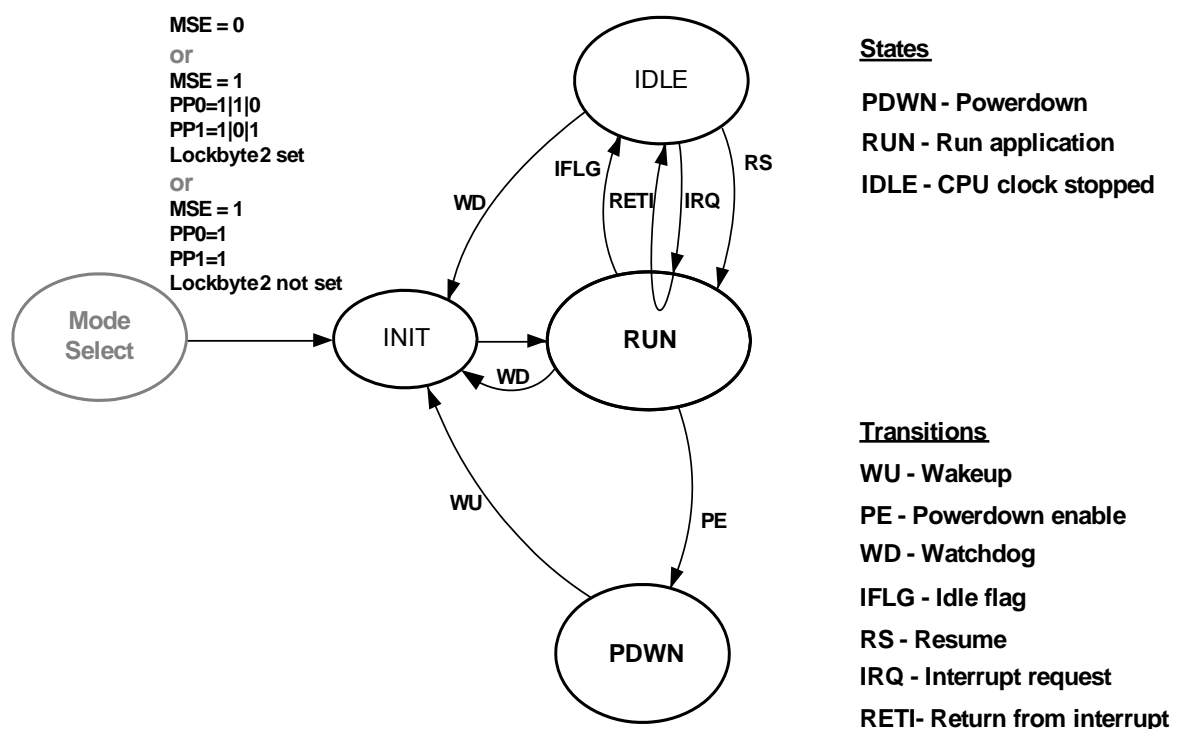 MSE = 0
or
MSE = 1
PP0=1|1|0
PP1=1|0|1
Lockbyte2 set
or
MSE = 1
PP0=1
PP1=1
Lockbyte2 not set
Mode
Select
INIT
IDLE
RUN
PDWN
WD
IFLG
RETI
IRQ
RS
WD
WU
PE
States
PDWN - Powerdown
RUN - Run application
IDLE - CPU clock stopped
Transitions
WU - Wakeup
PE - Powerdown enable
WD - Watchdog
IFLG - Idle flag
RS - Resume
IRQ - Interrupt request
RETI- Return from interrupt